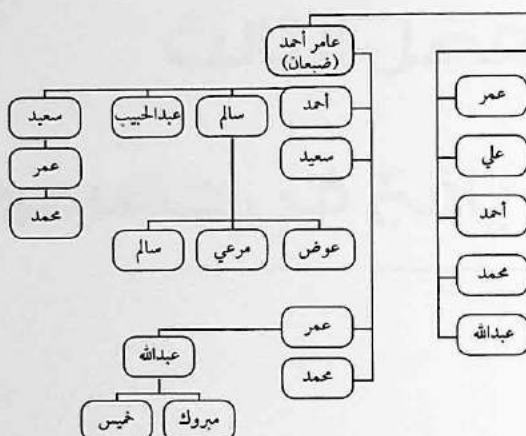 عامر أحمد
(ضبعان)
عمر
علي
أحمد
محمد
عبدالله
أحمد
سالم
عبدالحبيب
سعيد
سعيد
عمر
محمد
عوض
مرعي
سالم
عمر
عبدالله
محمد
مبروك
خميس